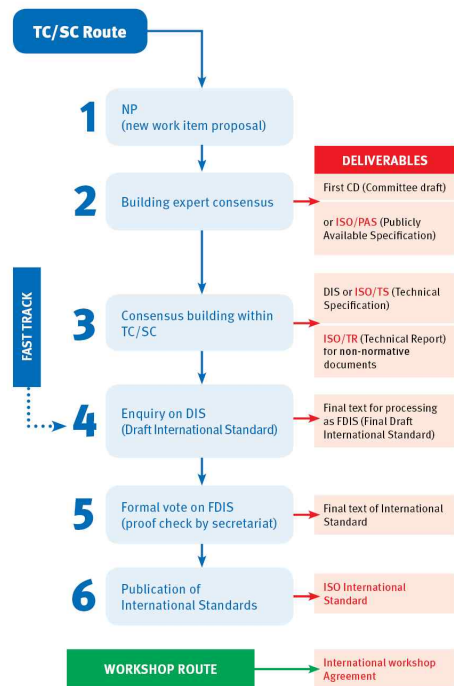 TC/SC Route
1
NP
(new work item proposal)
DELIVERABLES
2
Building expert consensus
First CD (Committee draft)
or ISO/PAS (Publicly
Available Specification)
FAST TRACK
3
Consensus building within
TC/SC
DIS or ISO/TS (Technical
Specification)
ISO/TR (Technical Report)
for non-normative
documents
4
Enquiry on DIS
(Draft International Standard)
Final text for processing
as FDIS (Final Draft
International Standard)
5
Formal vote on FDIS
(proof check by secretariat)
Final text of International
Standard
6
Publication of
International Standards
ISO International
Standard
WORKSHOP ROUTE
International workshop
Agreement